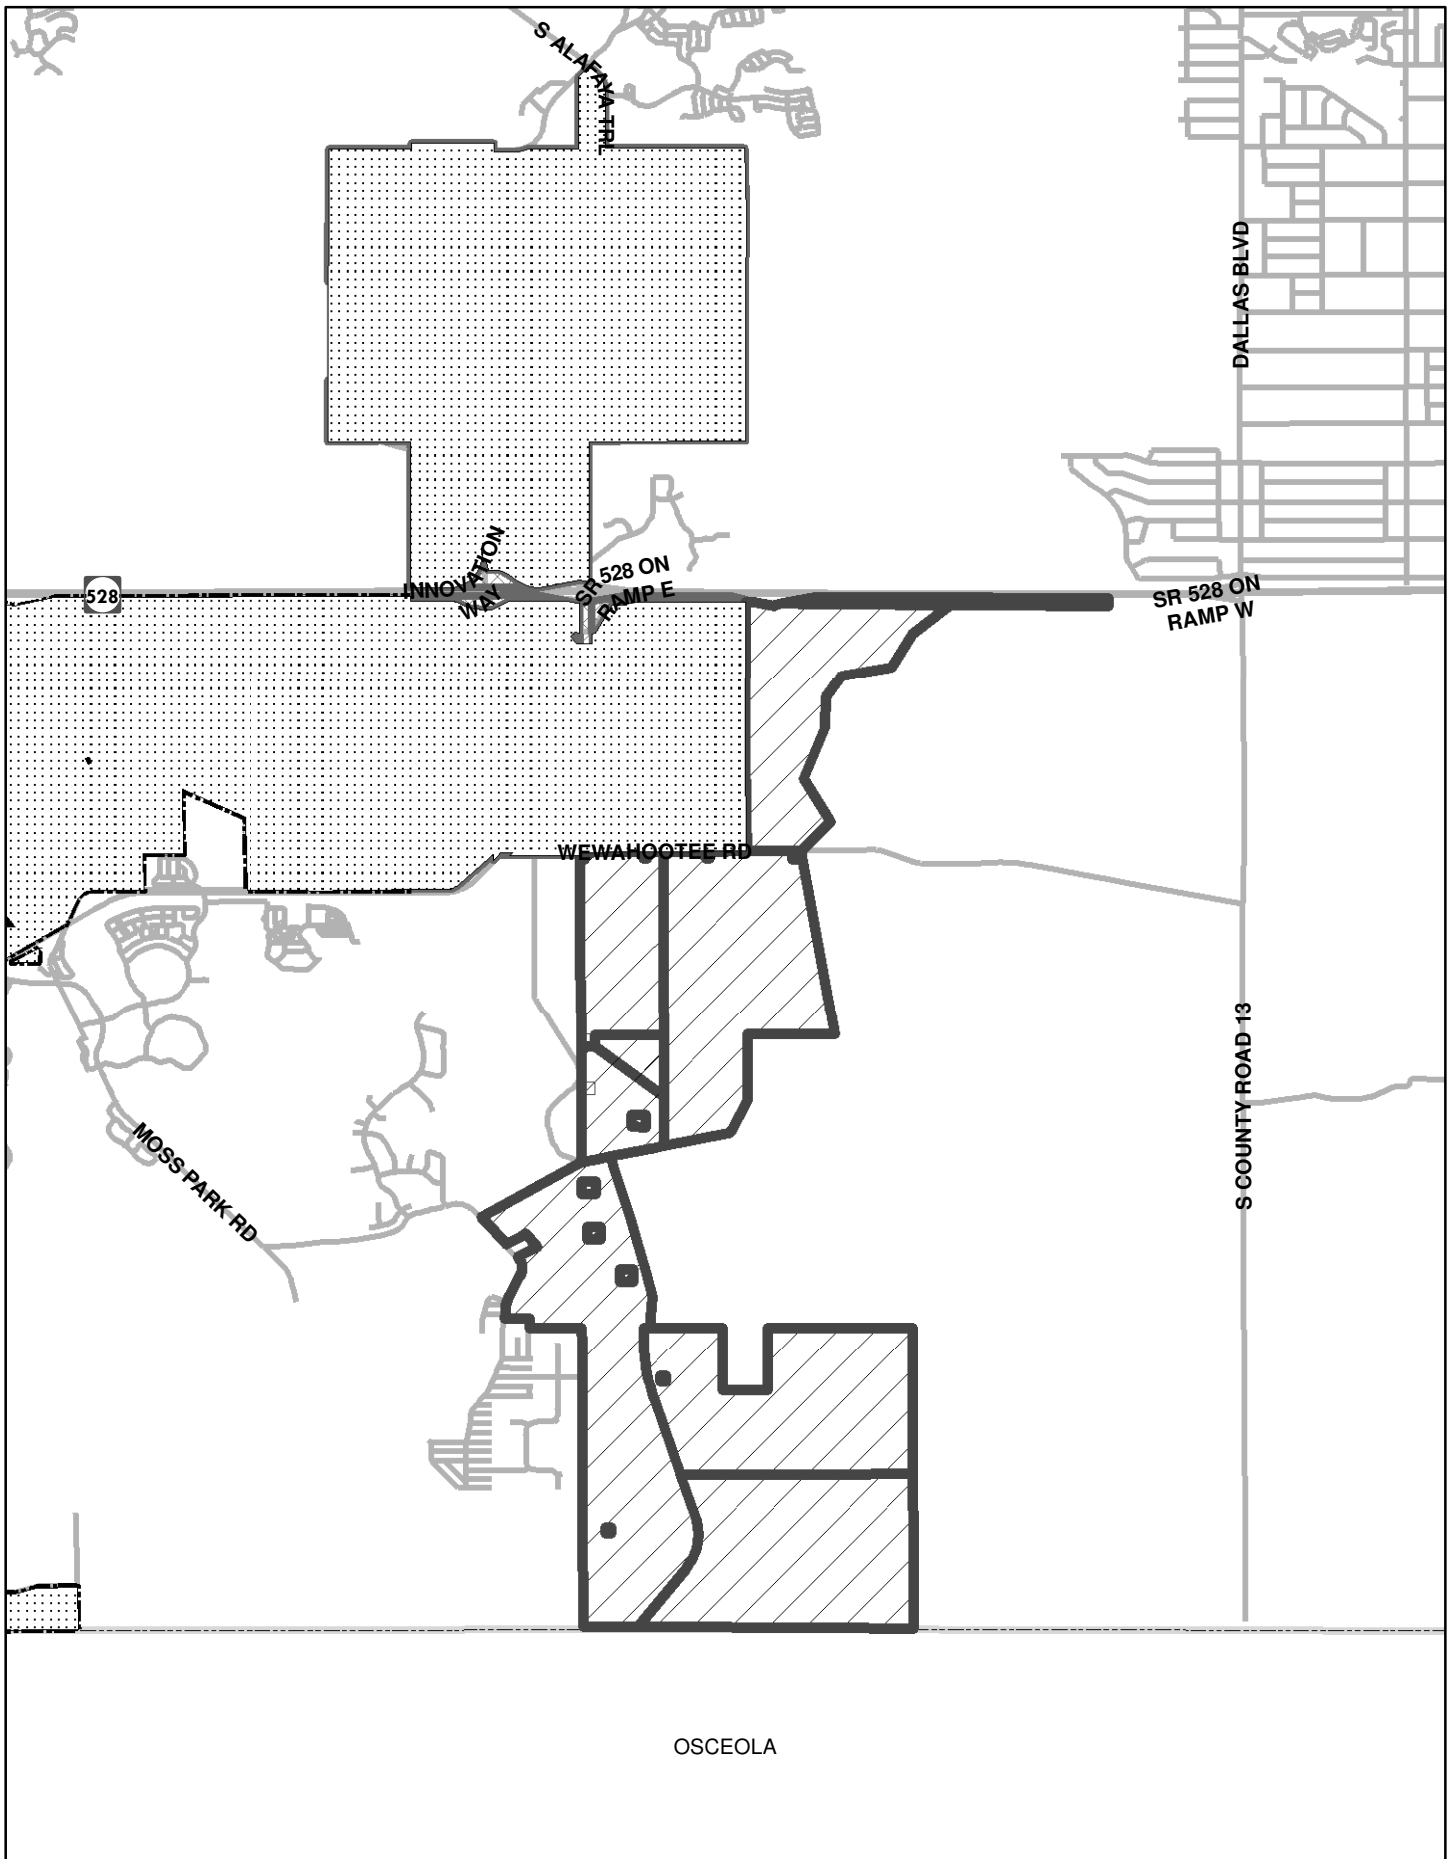 S ALAFAYA TRL
DALLAS BLVD
INNOVATION
WAY
SR 528 ON
RAMP E
528
SR 528 ON
RAMP W
WEWAHOOTEE RD
S COUNTY ROAD 13
MOSS PARK RD
OSCEOLA